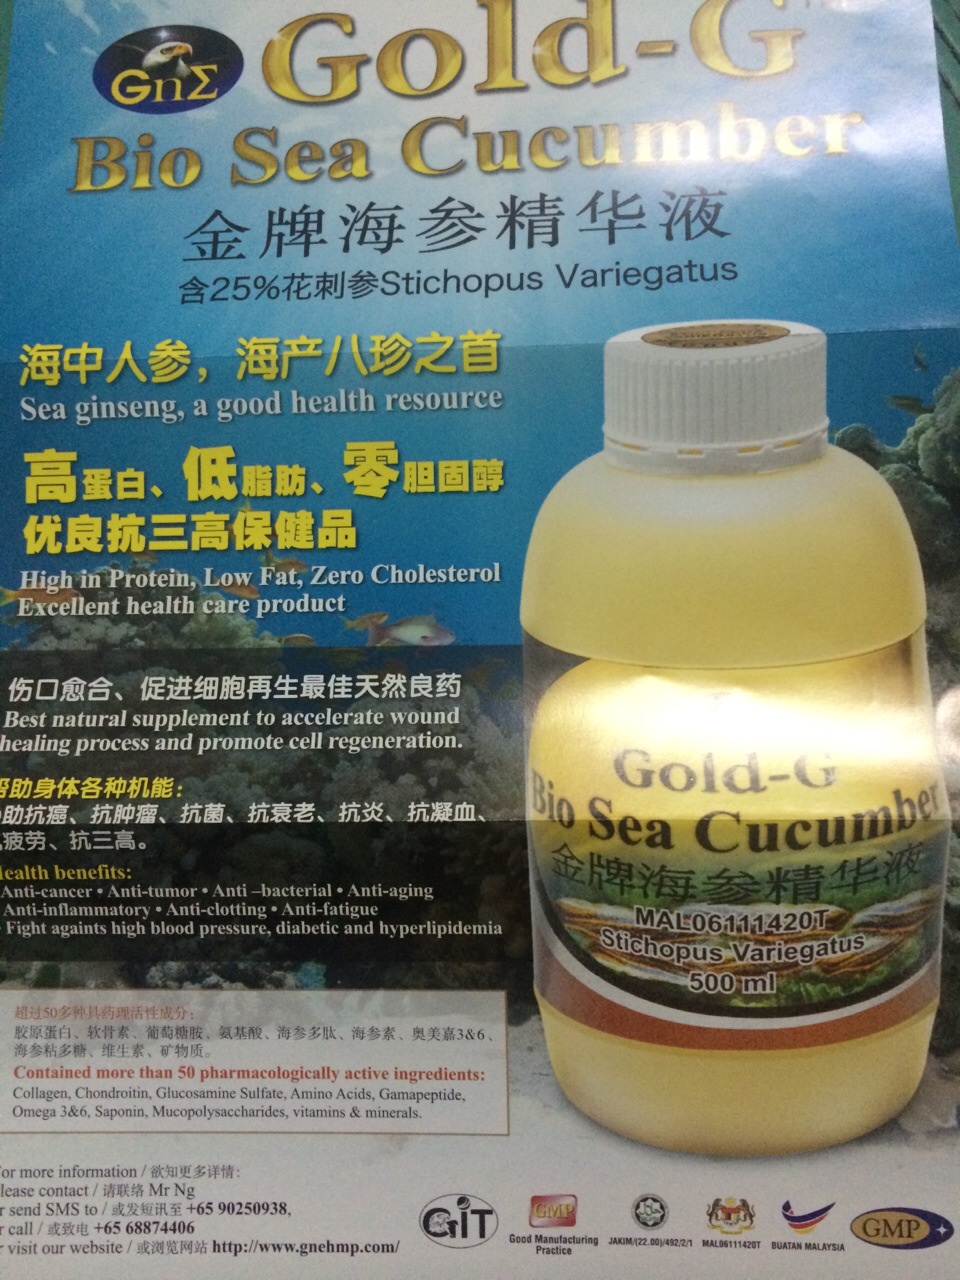 GnΣ
Gold-G
Bio Sea Cucumber
金牌海参精华液
含25%花刺参Stichopus Variegatus
海中人参，海产八珍之首
Sea ginseng, a good health resource
高蛋白、低脂肪、零胆固醇
优良抗三高保健品
High in Protein, Low Fat, Zero Cholesterol
Excellent health care product
伤口愈合、促进细胞再生最佳天然良药
Best natural supplement to accelerate wound
healing process and promote cell regeneration.
帮助身体各种机能：
助抗癌、抗肿瘤、抗菌、抗衰老、抗炎、抗凝血、
疲劳、抗三高。
ealth benefits:
Anti-cancer • Anti-tumor • Anti –bacterial • Anti-aging
Anti-inflammatory • Anti-clotting • Anti-fatigue
Fight againts high blood pressure, diabetic and hyperlipidemia
超过50多种具药理活性成分：
胶原蛋白、软骨素、葡萄糖胺、氨基酸、海参多肽、海参素、奥美嘉3&6、
海参粘多糖、维生素、矿物质。
Contained more than 50 pharmacologically active ingredients:
Collagen, Chondroitin, Glucosamine Sulfate, Amino Acids, Gamapeptide,
Omega 3&6, Saponin, Mucopolysaccharides, vitamins & minerals.
or more information / 欲知更多详情:
lease contact / 请联络 Mr Ng
r send SMS to / 或发短讯至 +65 90250938,
r call / 或致电 +65 68874406
r visit our website / 或浏览网站 http://www.gnehmp.com/
Gold-G
Bio Sea Cucumber
金牌海参精华液
MAL06111420T
Stichopus Variegatus
500 ml
GiT
GMP
Good Manufacturing
Practice
JAKIM/(22.00)/492/2/1
MAL06111420T
BUATAN MALAYSIA
GMP